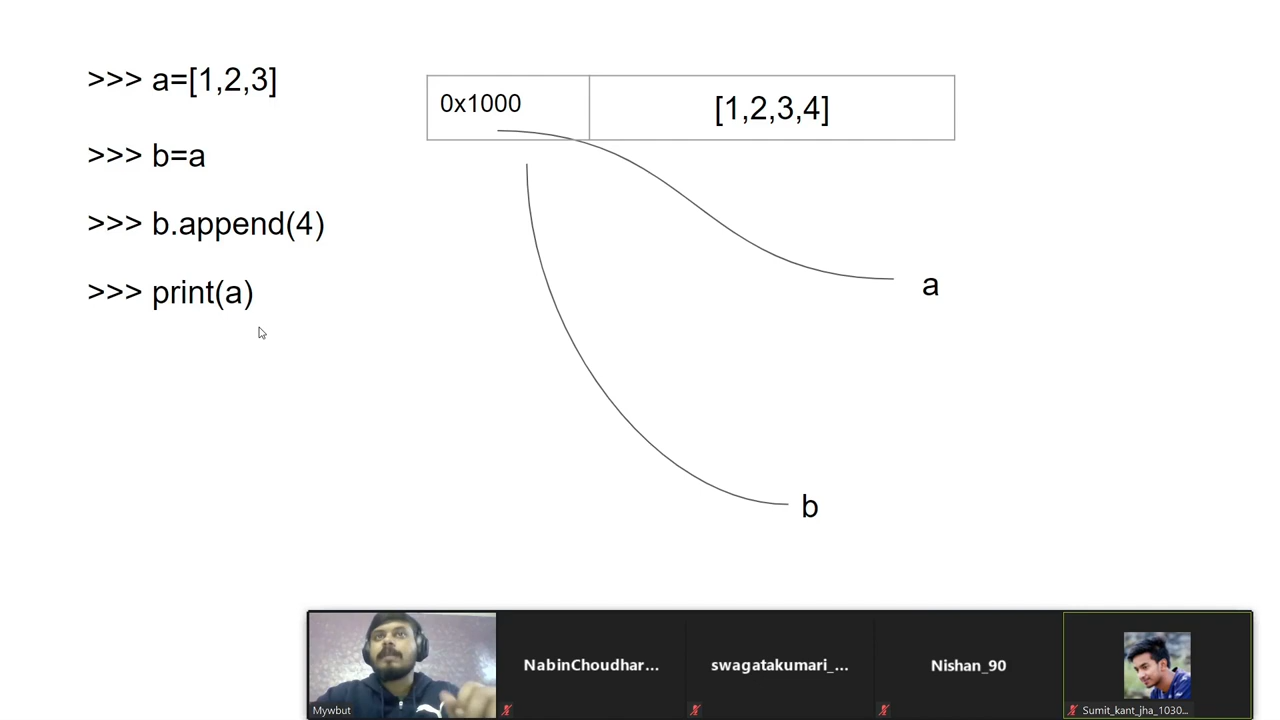 >>> a=[1,2,3]
0x1000
[1,2,3,4]
>>> b=a
>>> b.append(4)
>>> print(a)
a
b
Mywbut
NabinChoudhar...
swagatakumari_...
Nishan_90
Sumit_kant_jha_1030...